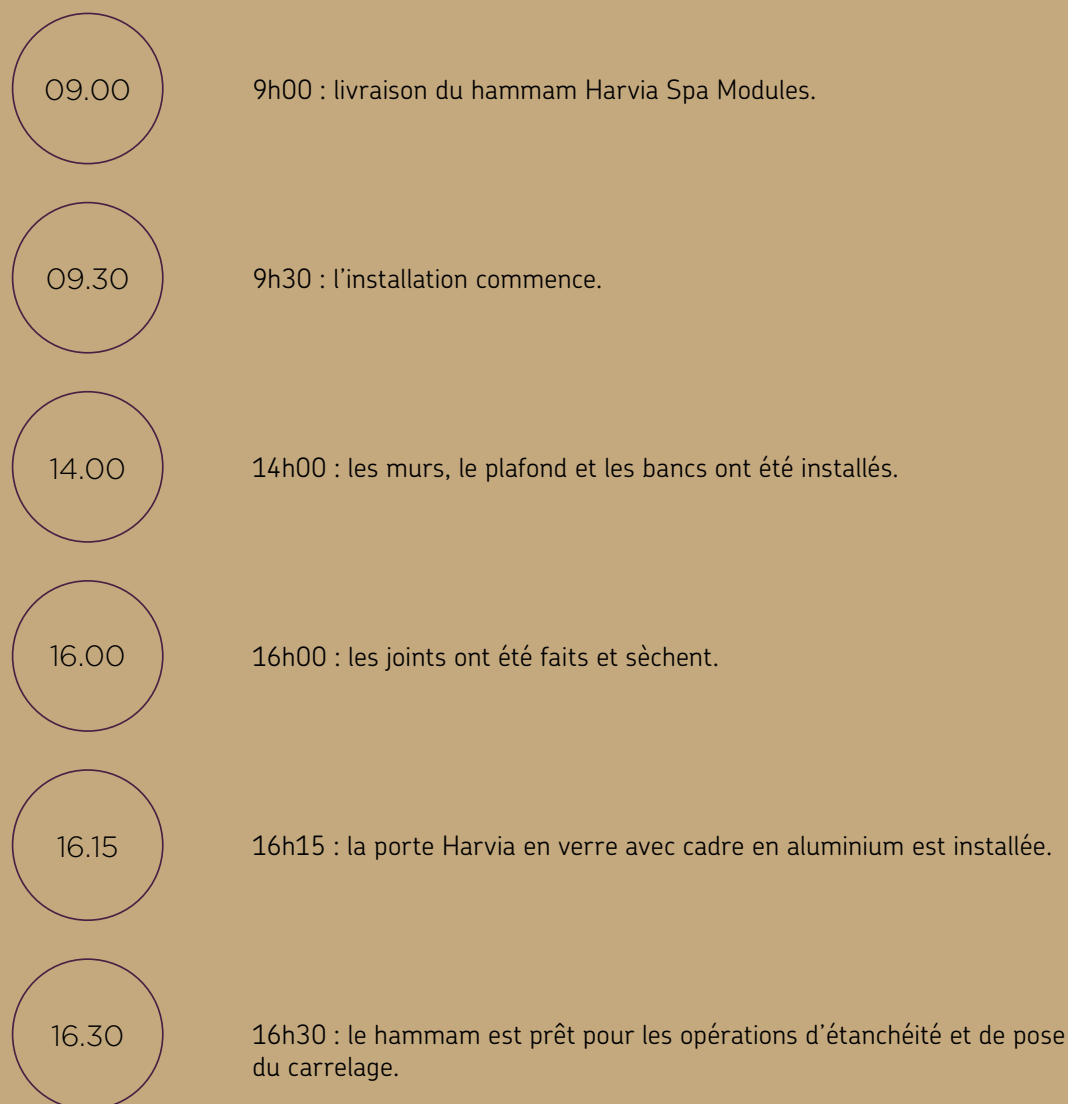 09.00
9h00 : livraison du hammam Harvia Spa Modules.
09.30
9h30 : l’installation commence.
14.00
14h00 : les murs, le plafond et les bancs ont été installés.
16.00
16h00 : les joints ont été faits et sèchent.
16.15
16h15 : la porte Harvia en verre avec cadre en aluminium est installée.
16.30
16h30 : le hammam est prêt pour les opérations d’étanchéité et de pose
du carrelage.